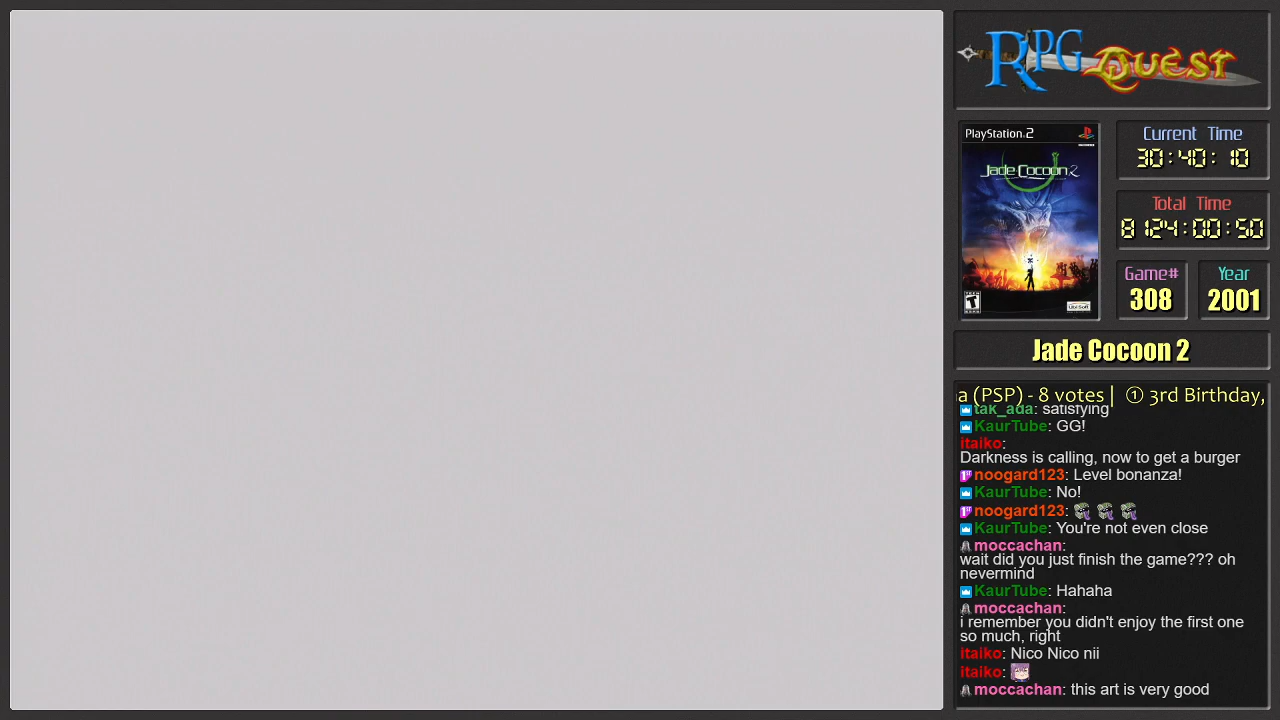 RPG Quest
PlayStation.2
Jade Cocoon 2
TEEN
Ubi Soft
Current Time
30:40:10
Total Time
8124:00:50
Game#
308
Year
2001
Jade Cocoon 2
a (PSP) - 8 votes | ① 3rd Birthday,
tak_ada: satisfying
KaurTube: GG!
itaiko:
Darkness is calling, now to get a burger
noogard123: Level bonanza!
KaurTube: No!
noogard123:
KaurTube: You're not even close
moccachan:
wait did you just finish the game??? oh
nevermind
KaurTube: Hahaha
moccachan:
i remember you didn't enjoy the first one
so much, right
itaiko: Nico Nico nii
itaiko:
moccachan: this art is very good